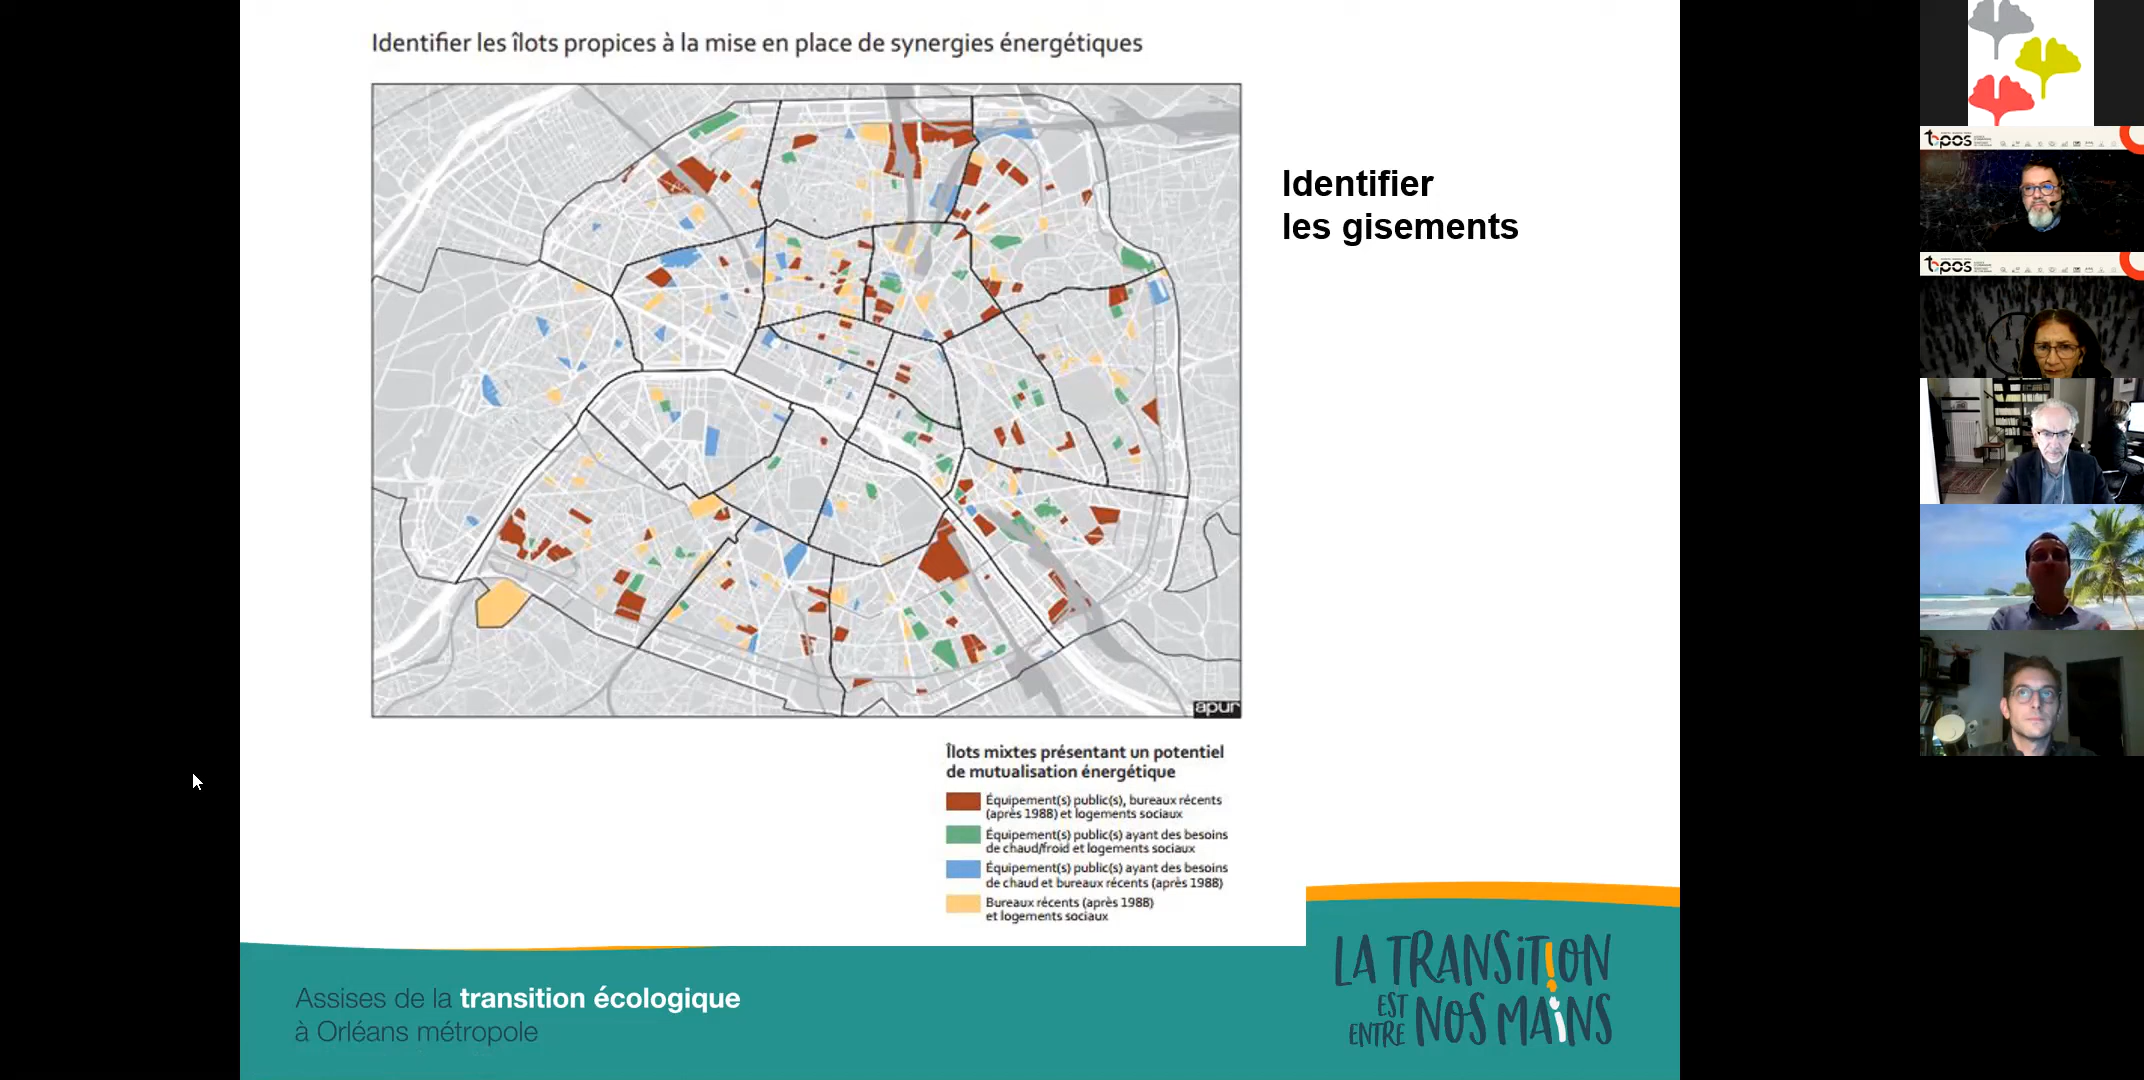 Identifier les îlots propices à la mise en place de synergies énergétiques
Identifier
les gisements
apur
Îlots mixtes présentant un potentiel
de mutualisation énergétique
Équipement(s) public(s), bureaux récents
(après 1988) et logements sociaux
Équipement(s) public(s) ayant des besoins
de chaud/froid et logements sociaux
Équipement(s) public(s) ayant des besoins
de chaud et bureaux récents (après 1988)
Bureaux récents (après 1988)
et logements sociaux
Assises de la transition écologique
à Orléans métropole
LA TRANSITION
EST
ENTRE NOS MAINS
topos
topos